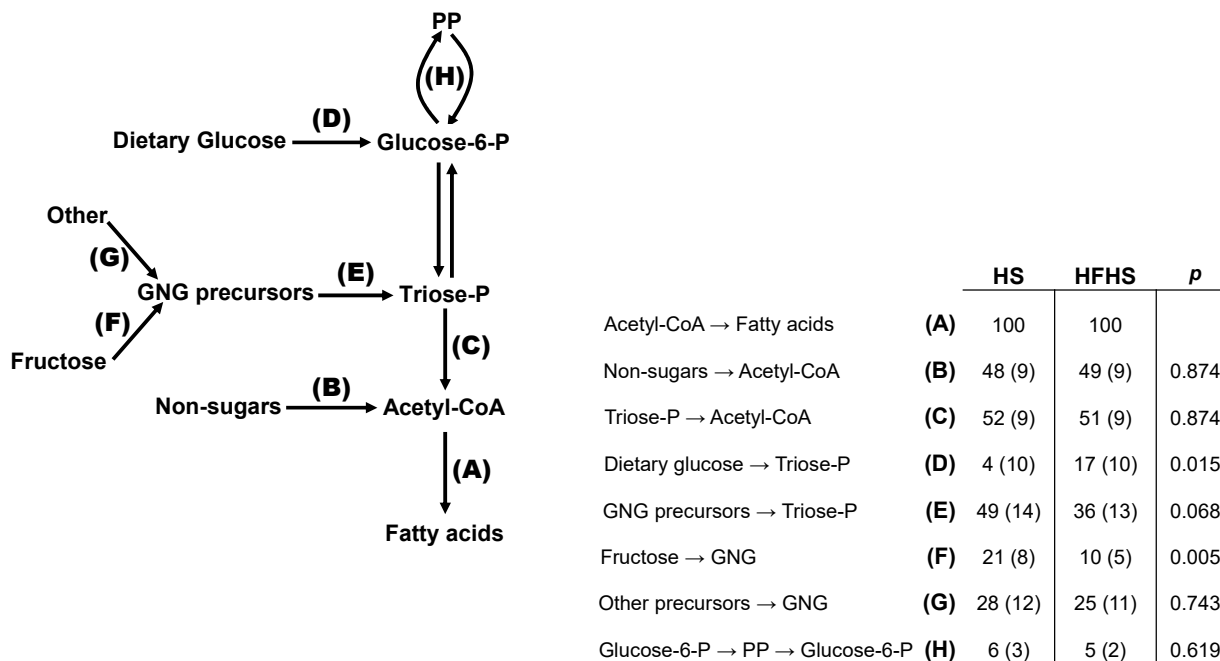 PP
(H)
(D)
Dietary Glucose
Glucose-6-P
Other
(G)
(E)
GNG precursors
Triose-P
(F)
Fructose
(C)
(B)
Non-sugars
Acetyl-CoA
(A)
Fatty acids
HS HFHS p
Acetyl-CoA → Fatty acids (A) 100 100
Non-sugars → Acetyl-CoA (B) 48 (9) 49 (9) 0.874
Triose-P → Acetyl-CoA (C) 52 (9) 51 (9) 0.874
Dietary glucose → Triose-P (D) 4 (10) 17 (10) 0.015
GNG precursors → Triose-P (E) 49 (14) 36 (13) 0.068
Fructose → GNG (F) 21 (8) 10 (5) 0.005
Other precursors → GNG (G) 28 (12) 25 (11) 0.743
Glucose-6-P → PP → Glucose-6-P (H) 6 (3) 5 (2) 0.619